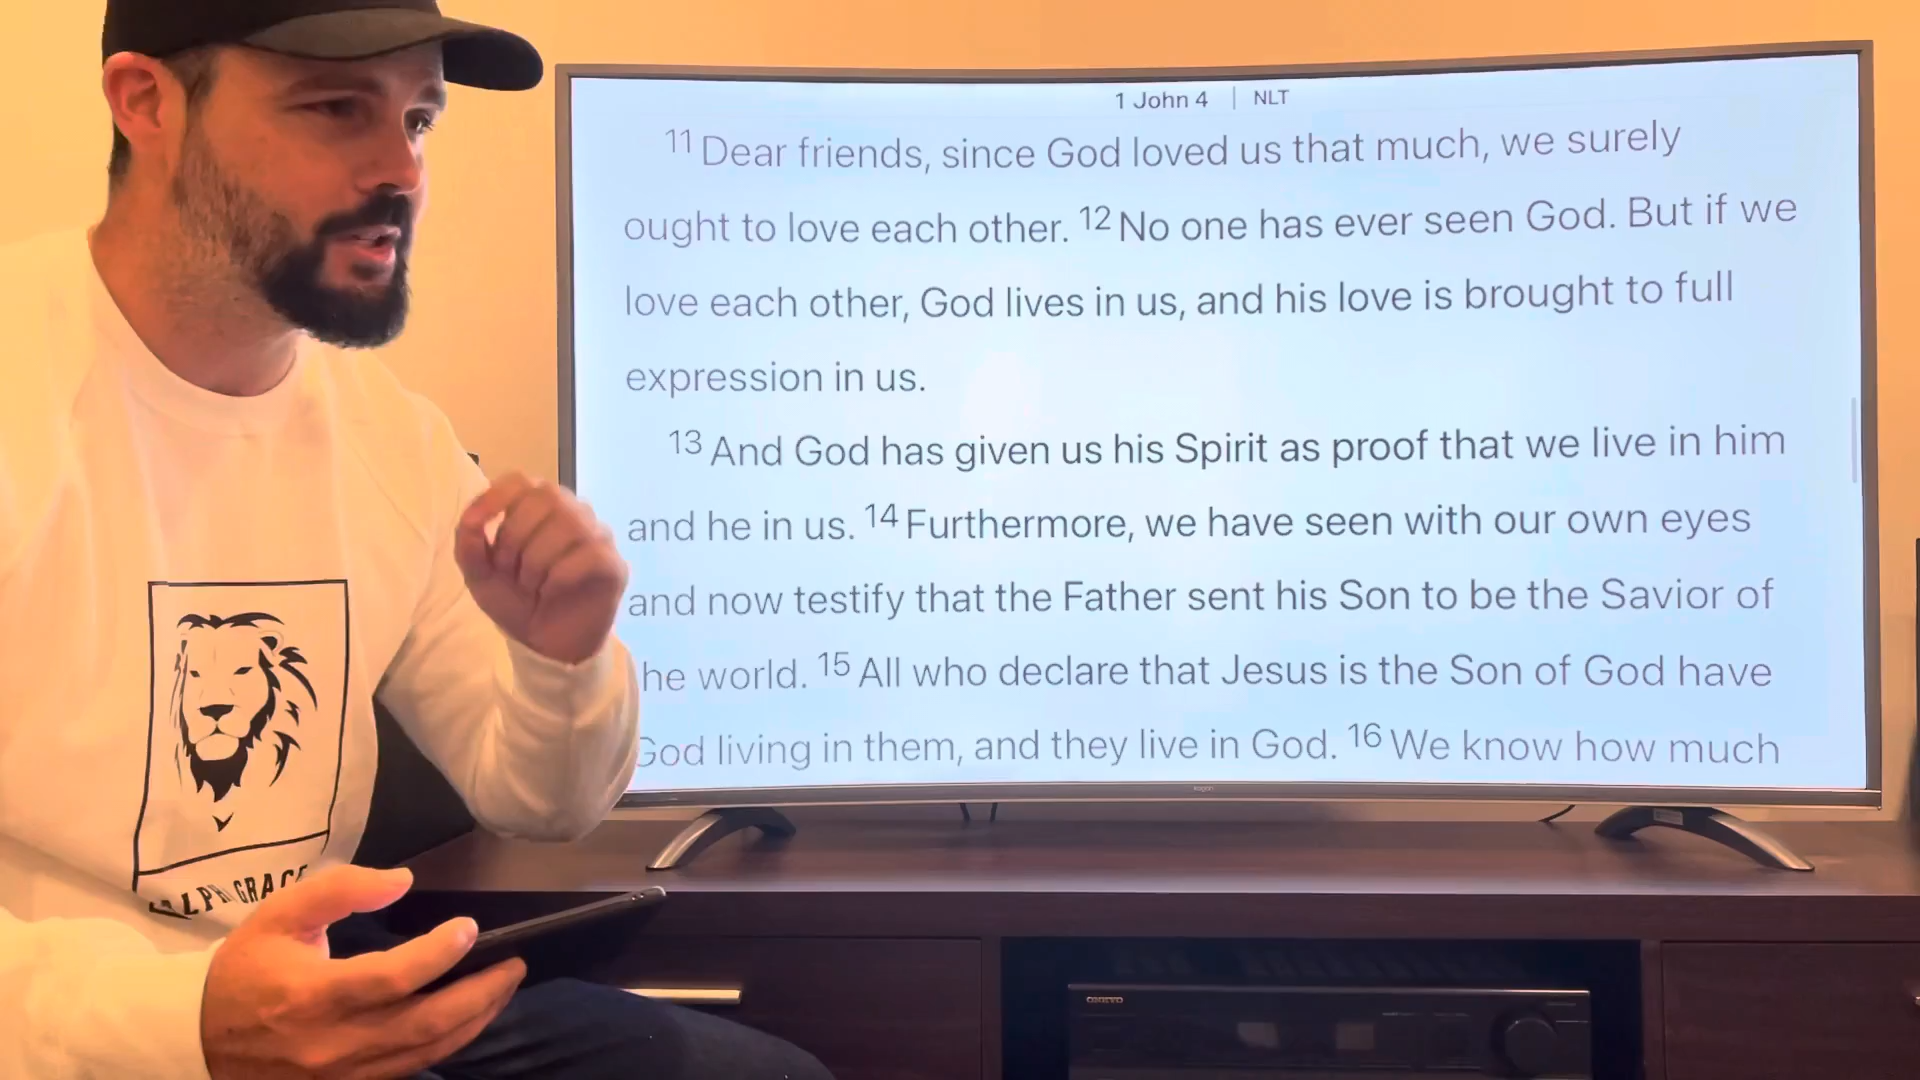 1 John 4 | NLT
11 Dear friends, since God loved us that much, we surely
ought to love each other. 12 No one has ever seen God. But if we
love each other, God lives in us, and his love is brought to full
expression in us.
13 And God has given us his Spirit as proof that we live in him
and he in us. 14 Furthermore, we have seen with our own eyes
and now testify that the Father sent his Son to be the Savior of
he world. 15 All who declare that Jesus is the Son of God have
God living in them, and they live in God. 16 We know how much
GRACE
ONKYO